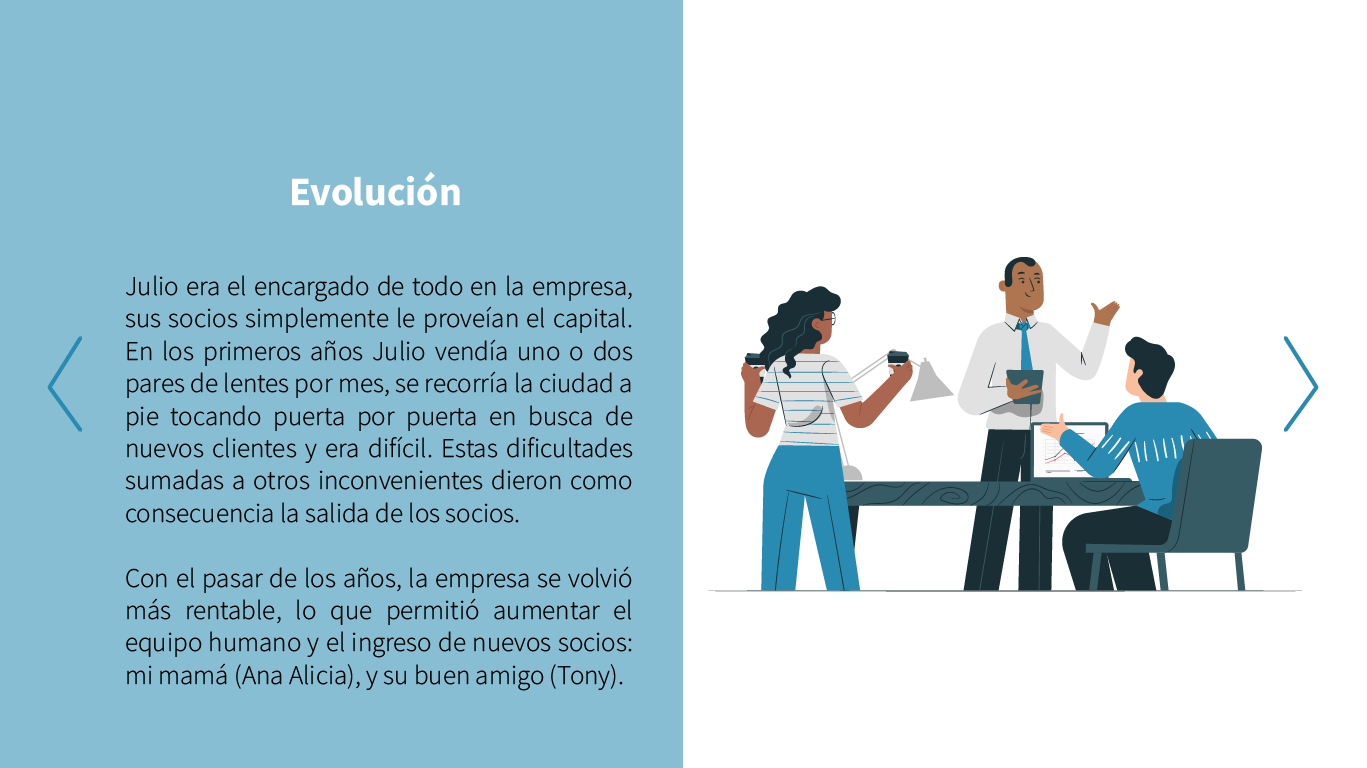 Evolución
Julio era el encargado de todo en la empresa,
sus socios simplemente le proveían el capital.
En los primeros años Julio vendía uno o dos
pares de lentes por mes, se recorría la ciudad a
pie tocando puerta por puerta en busca de
nuevos clientes y era difícil. Estas dificultades
sumadas a otros inconvenientes dieron como
consecuencia la salida de los socios.
Con el pasar de los años, la empresa se volvió
más rentable, lo que permitió aumentar el
equipo humano y el ingreso de nuevos socios:
mi mamá (Ana Alicia), y su buen amigo (Tony).